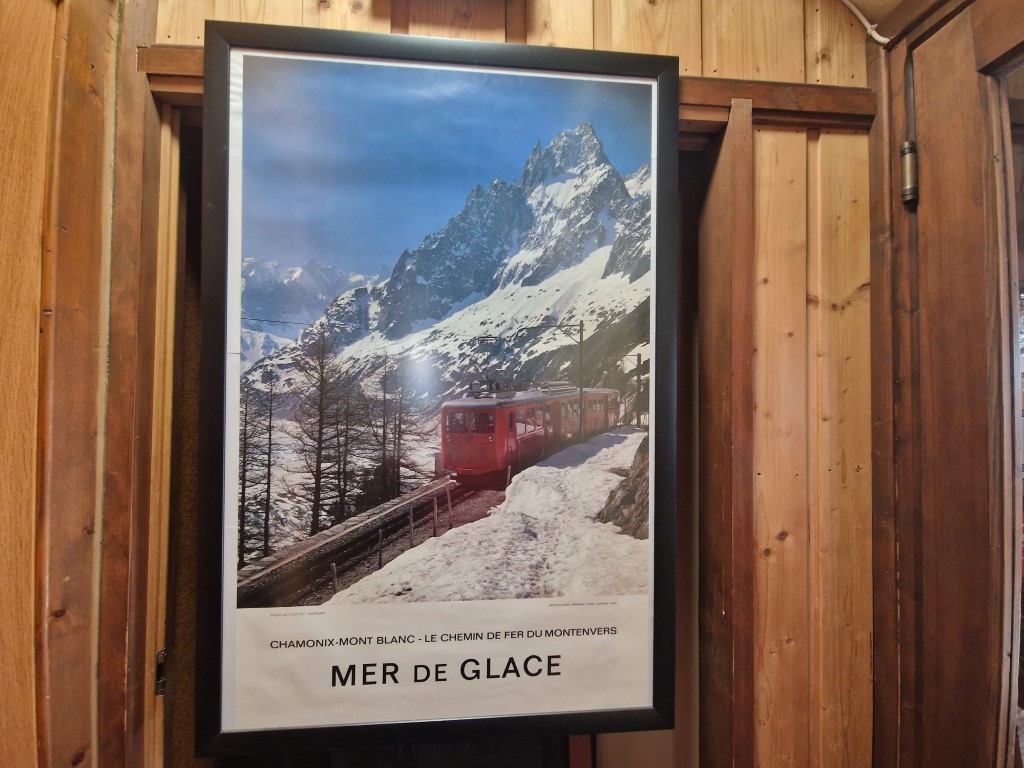 CHAMONIX-MONT BLANC - LE CHEMIN DE FER DU MONTENVERS
MER DE GLACE